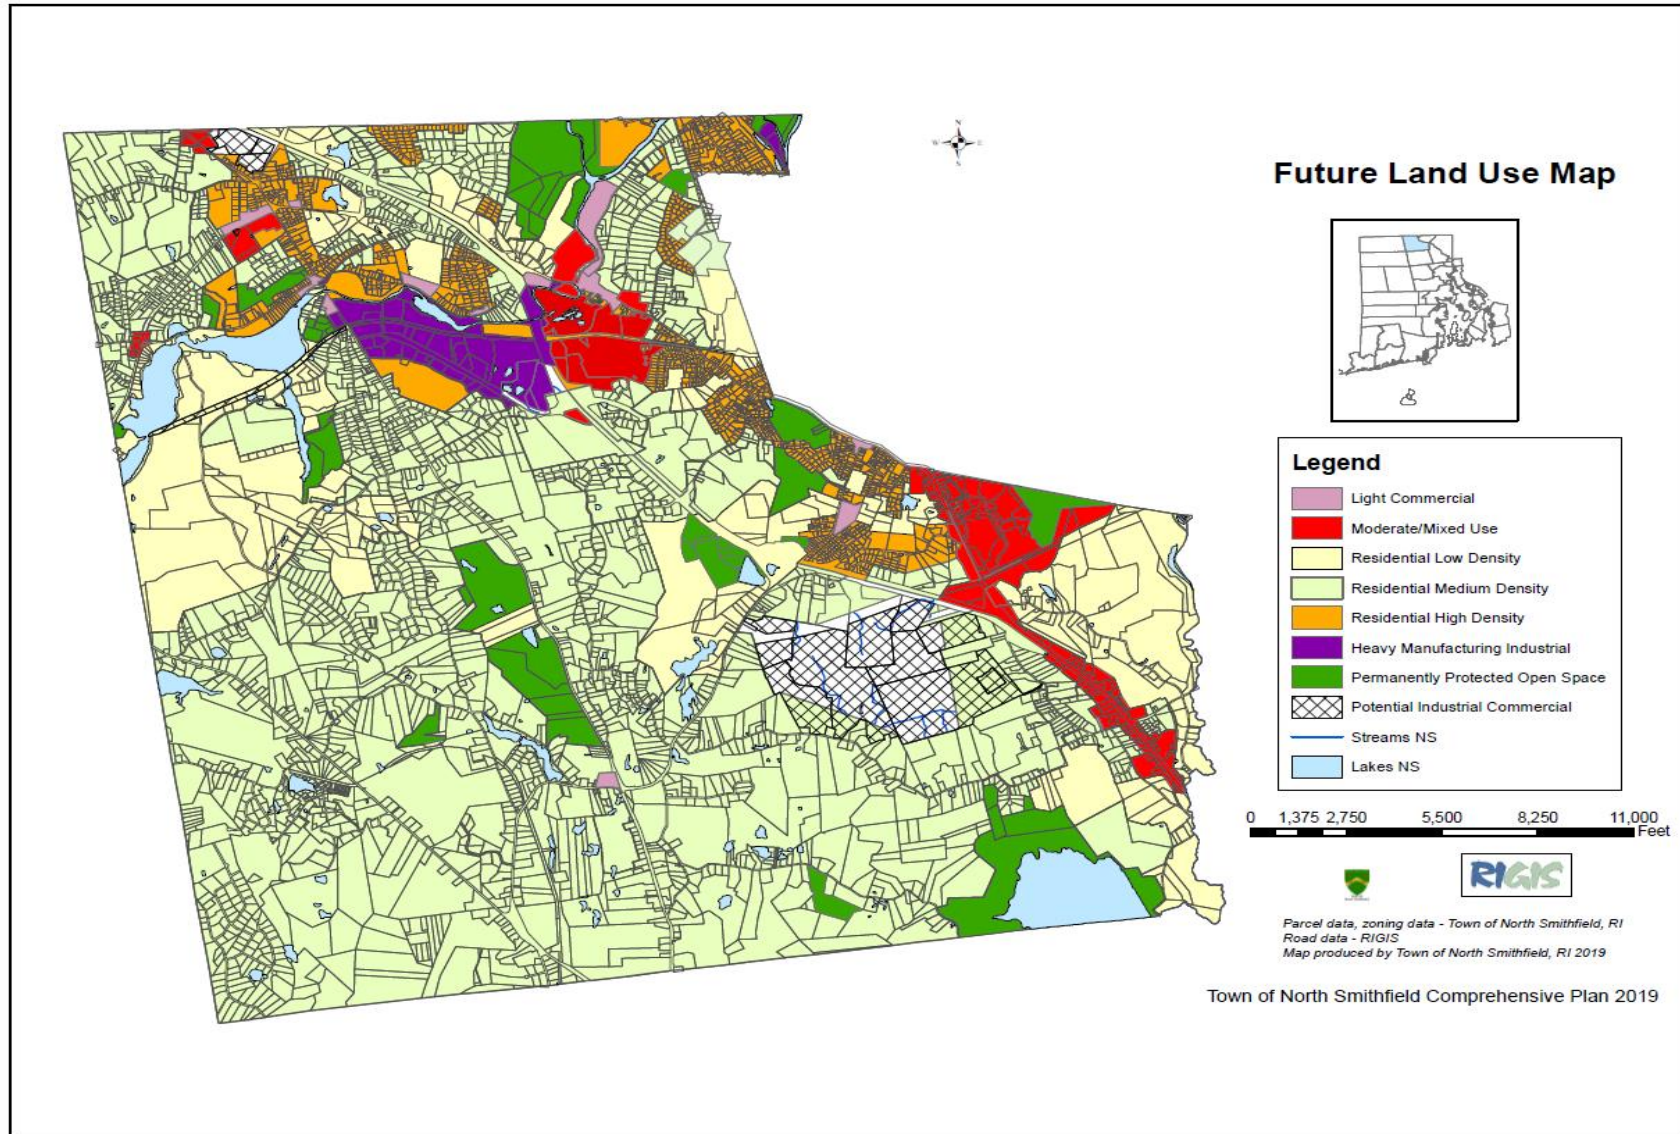 Future Land Use Map
N
W
E
Legend
Light Commercial
Moderate/Mixed Use
Residential Low Density
Residential Medium Density
Residential High Density
Heavy Manufacturing Industrial
Permanently Protected Open Space
Potential Industrial Commercial
Streams NS
Lakes NS
0 1,375 2,750 5,500 8,250 11,000
Feet
RIGIS
Parcel data, zoning data - Town of North Smithfield, RI
Road data - RIGIS
Map produced by Town of North Smithfield, RI 2019
Town of North Smithfield Comprehensive Plan 2019